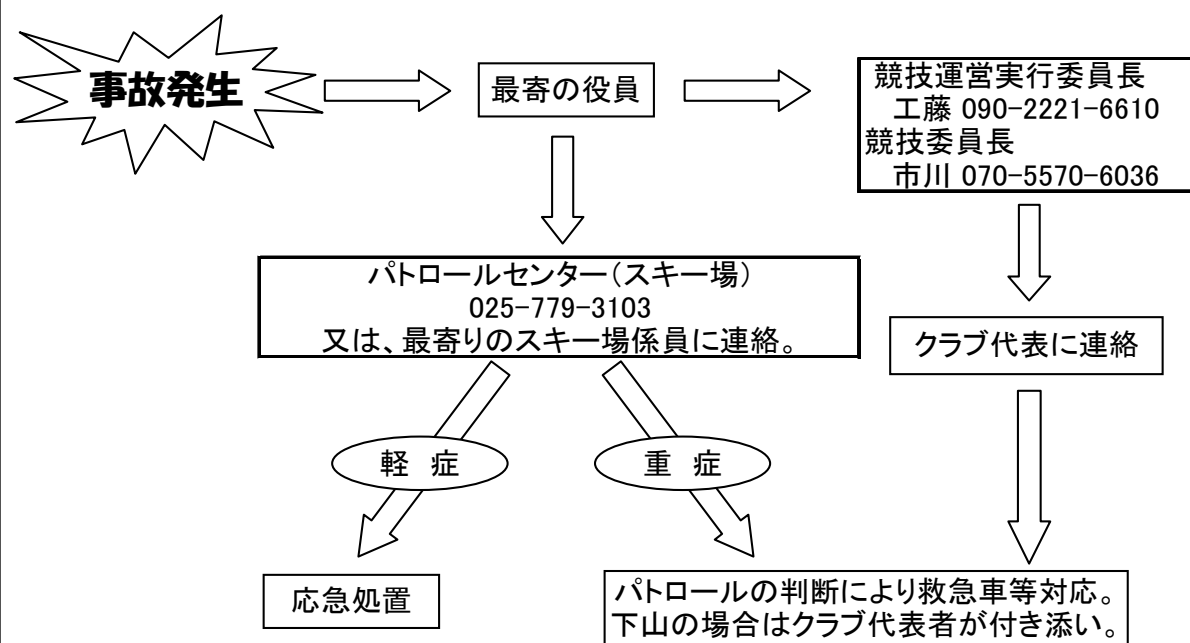 事故発生
最寄の役員
競技運営実行委員長
工藤 090-2221-6610
競技委員長
市川 070-5570-6036
パトロールセンター(スキー場)
025-779-3103
又は、最寄りのスキー場係員に連絡。
クラブ代表に連絡
軽 症
重 症
応急処置
パトロールの判断により救急車等対応。
下山の場合はクラブ代表者が付き添い。